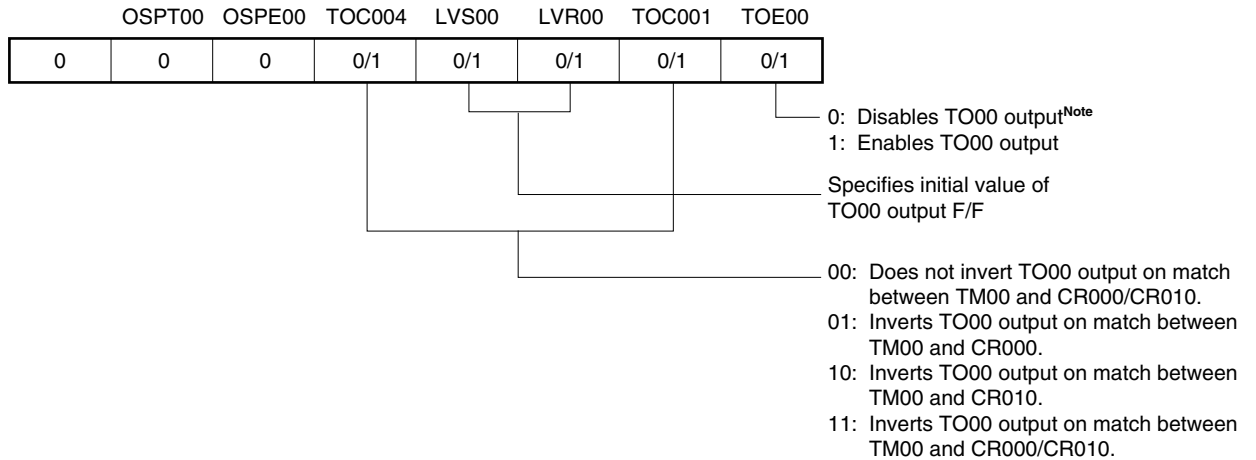 OSPT00 OSPE00 TOC004 LVS00 LVR00 TOC001 TOE00
0 0 0 0/1 0/1 0/1 0/1 0/1
0: Disables TO00 output Note
1: Enables TO00 output
Specifies initial value of
TO00 output F/F
00: Does not invert TO00 output on match
between TM00 and CR000/CR010.
01: Inverts TO00 output on match between
TM00 and CR000.
10: Inverts TO00 output on match between
TM00 and CR010.
11: Inverts TO00 output on match between
TM00 and CR000/CR010.